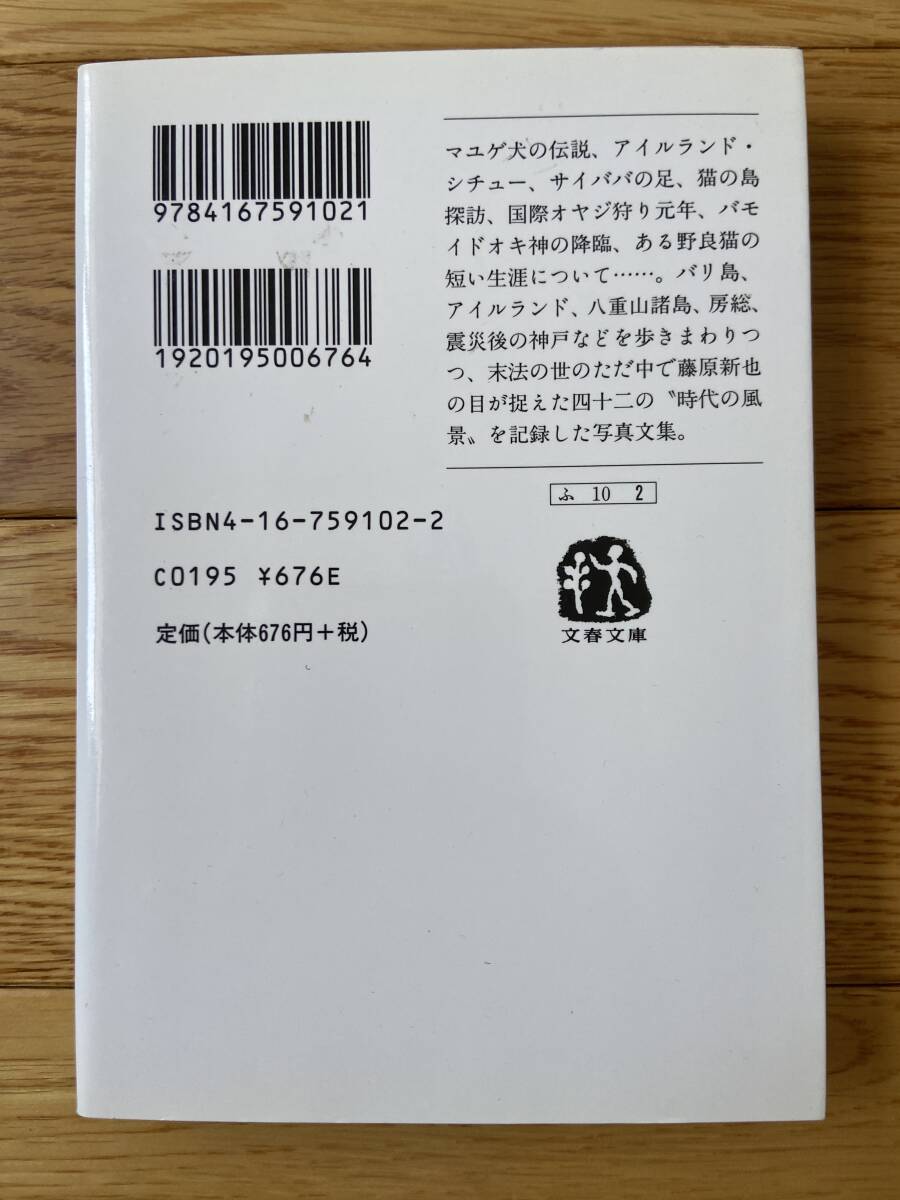 9784167591021
1920195006764
マユゲ犬の伝説、アイルランド・
シチュー、サイババの足、猫の島
探訪、国際オヤジ狩り元年、バモ
イドオキ神の降臨、ある野良猫の
短い生涯について……。バリ島、
アイルランド、八重山諸島、房総、
震災後の神戸などを歩きまわりつ
つ、末法の世のただ中で藤原新也
の目が捉えた四十二の〝時代の風
景〟を記録した写真文集。
ふ 10 2
文春文庫
ISBN4-16-759102-2
C0195 ¥676E
定価(本体676円+税)